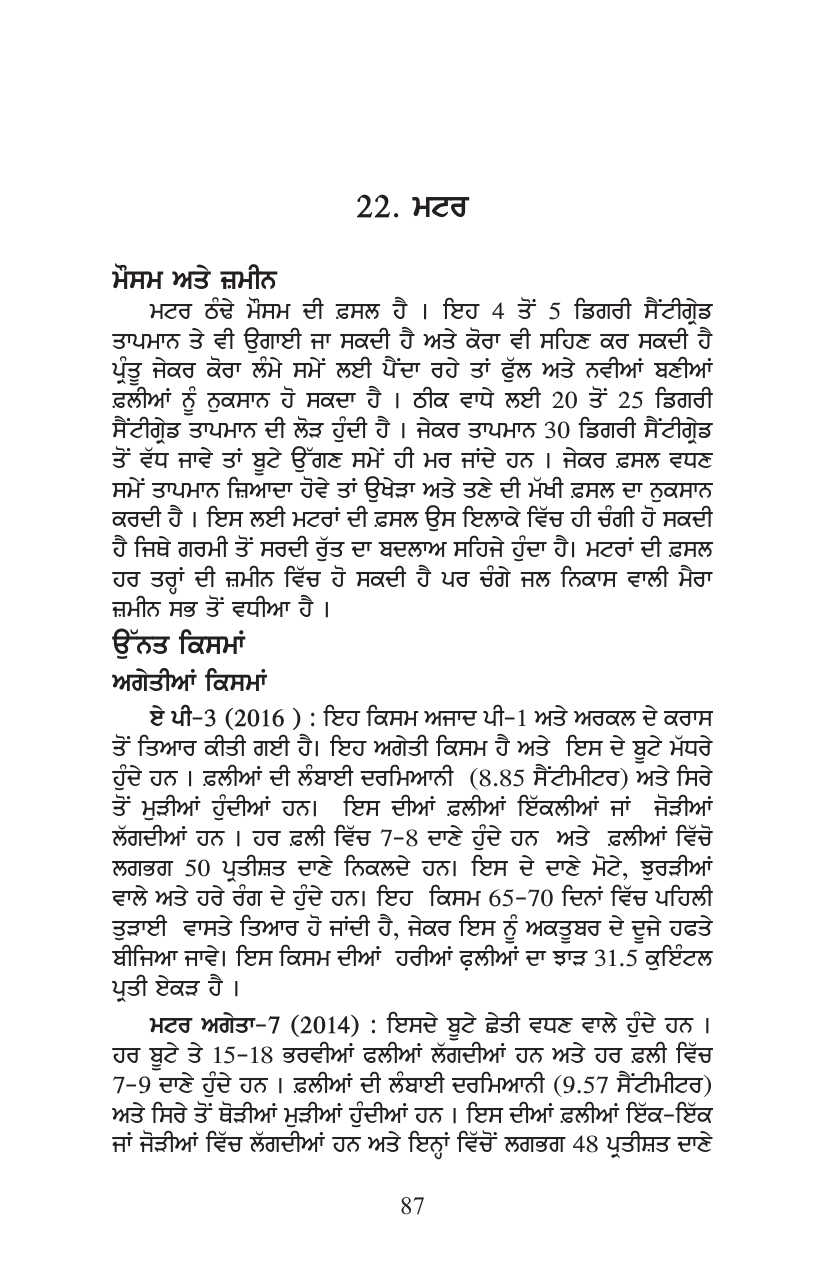 22. ਮਟਰ
ਮੌਸਮ ਅਤੇ ਜ਼ਮੀਨ
ਮਟਰ ਠੰਢੇ ਮੌਸਮ ਦੀ ਫ਼ਸਲ ਹੈ । ਇਹ 4 ਤੋਂ 5 ਡਿਗਰੀ ਸੈਂਟੀਗ੍ਰੇਡ
ਤਾਪਮਾਨ ਤੇ ਵੀ ਉਗਾਈ ਜਾ ਸਕਦੀ ਹੈ ਅਤੇ ਕੋਰਾ ਵੀ ਸਹਿਣ ਕਰ ਸਕਦੀ ਹੈ
ਪ੍ਰੰਤੂ ਜੇਕਰ ਕੋਰਾ ਲੰਮੇ ਸਮੇਂ ਲਈ ਪੈਂਦਾ ਰਹੇ ਤਾਂ ਫੁੱਲ ਅਤੇ ਨਵੀਆਂ ਬਣੀਆਂ
ਫ਼ਲੀਆਂ ਨੂੰ ਨੁਕਸਾਨ ਹੋ ਸਕਦਾ ਹੈ । ਠੀਕ ਵਾਧੇ ਲਈ 20 ਤੋਂ 25 ਡਿਗਰੀ
ਸੈਂਟੀਗ੍ਰੇਡ ਤਾਪਮਾਨ ਦੀ ਲੋੜ ਹੁੰਦੀ ਹੈ । ਜੇਕਰ ਤਾਪਮਾਨ 30 ਡਿਗਰੀ ਸੈਂਟੀਗ੍ਰੇਡ
ਤੋਂ ਵੱਧ ਜਾਵੇ ਤਾਂ ਬੂਟੇ ਉੱਗਣ ਸਮੇਂ ਹੀ ਮਰ ਜਾਂਦੇ ਹਨ । ਜੇਕਰ ਫ਼ਸਲ ਵਧਣ
ਸਮੇਂ ਤਾਪਮਾਨ ਜ਼ਿਆਦਾ ਹੋਵੇ ਤਾਂ ਉਖੇੜਾ ਅਤੇ ਤਣੇ ਦੀ ਮੱਖੀ ਫ਼ਸਲ ਦਾ ਨੁਕਸਾਨ
ਕਰਦੀ ਹੈ । ਇਸ ਲਈ ਮਟਰਾਂ ਦੀ ਫ਼ਸਲ ਉਸ ਇਲਾਕੇ ਵਿੱਚ ਹੀ ਚੰਗੀ ਹੋ ਸਕਦੀ
ਹੈ ਜਿਥੇ ਗਰਮੀ ਤੋਂ ਸਰਦੀ ਰੁੱਤ ਦਾ ਬਦਲਾਅ ਸਹਿਜੇ ਹੁੰਦਾ ਹੈ। ਮਟਰਾਂ ਦੀ ਫ਼ਸਲ
ਹਰ ਤਰ੍ਹਾਂ ਦੀ ਜ਼ਮੀਨ ਵਿੱਚ ਹੋ ਸਕਦੀ ਹੈ ਪਰ ਚੰਗੇ ਜਲ ਨਿਕਾਸ ਵਾਲੀ ਮੈਰਾ
ਜ਼ਮੀਨ ਸਭ ਤੋਂ ਵਧੀਆ ਹੈ ।
ਉੱਨਤ ਕਿਸਮਾਂ
ਅਗੇਤੀਆਂ ਕਿਸਮਾਂ
ਏ ਪੀ-3 (2016 ) : ਇਹ ਕਿਸਮ ਅਜਾਦ ਪੀ-1 ਅਤੇ ਅਰਕਲ ਦੇ ਕਰਾਸ
ਤੋਂ ਤਿਆਰ ਕੀਤੀ ਗਈ ਹੈ। ਇਹ ਅਗੇਤੀ ਕਿਸਮ ਹੈ ਅਤੇ ਇਸ ਦੇ ਬੂਟੇ ਮੱਧਰੇ
ਹੁੰਦੇ ਹਨ । ਫ਼ਲੀਆਂ ਦੀ ਲੰਬਾਈ ਦਰਮਿਆਨੀ (8.85 ਸੈਂਟੀਮੀਟਰ) ਅਤੇ ਸਿਰੇ
ਤੋਂ ਮੁੜੀਆਂ ਹੁੰਦੀਆਂ ਹਨ। ਇਸ ਦੀਆਂ ਫ਼ਲੀਆਂ ਇੱਕਲੀਆਂ ਜਾਂ ਜੋੜੀਆਂ
ਲੱਗਦੀਆਂ ਹਨ । ਹਰ ਫ਼ਲੀ ਵਿੱਚ 7-8 ਦਾਣੇ ਹੁੰਦੇ ਹਨ ਅਤੇ ਫ਼ਲੀਆਂ ਵਿੱਚੋ
ਲਗਭਗ 50 ਪ੍ਰਤੀਸ਼ਤ ਦਾਣੇ ਨਿਕਲਦੇ ਹਨ। ਇਸ ਦੇ ਦਾਣੇ ਮੋਟੇ, ਝੁਰੜੀਆਂ
ਵਾਲੇ ਅਤੇ ਹਰੇ ਰੰਗ ਦੇ ਹੁੰਦੇ ਹਨ। ਇਹ ਕਿਸਮ 65-70 ਦਿਨਾਂ ਵਿੱਚ ਪਹਿਲੀ
ਤੁੜਾਈ ਵਾਸਤੇ ਤਿਆਰ ਹੋ ਜਾਂਦੀ ਹੈ, ਜੇਕਰ ਇਸ ਨੂੰ ਅਕਤੂਬਰ ਦੇ ਦੂਜੇ ਹਫਤੇ
ਬੀਜਿਆ ਜਾਵੇ। ਇਸ ਕਿਸਮ ਦੀਆਂ ਹਰੀਆਂ ਫ਼ਲੀਆਂ ਦਾ ਝਾੜ 31.5 ਕੁਇੰਟਲ
ਪ੍ਰਤੀ ਏਕੜ ਹੈ ।
ਮਟਰ ਅਗੇਤਾ-7 (2014) : ਇਸਦੇ ਬੂਟੇ ਛੇਤੀ ਵਧਣ ਵਾਲੇ ਹੁੰਦੇ ਹਨ ।
ਹਰ ਬੂਟੇ ਤੇ 15-18 ਭਰਵੀਆਂ ਫਲੀਆਂ ਲੱਗਦੀਆਂ ਹਨ ਅਤੇ ਹਰ ਫ਼ਲੀ ਵਿੱਚ
7-9 ਦਾਣੇ ਹੁੰਦੇ ਹਨ । ਫ਼ਲੀਆਂ ਦੀ ਲੰਬਾਈ ਦਰਮਿਆਨੀ (9.57 ਸੈਂਟੀਮੀਟਰ)
ਅਤੇ ਸਿਰੇ ਤੋਂ ਥੋੜੀਆਂ ਮੁੜੀਆਂ ਹੁੰਦੀਆਂ ਹਨ । ਇਸ ਦੀਆਂ ਫ਼ਲੀਆਂ ਇੱਕ-ਇੱਕ
ਜਾਂ ਜੋੜੀਆਂ ਵਿੱਚ ਲੱਗਦੀਆਂ ਹਨ ਅਤੇ ਇਨ੍ਹਾਂ ਵਿੱਚੋਂ ਲਗਭਗ 48 ਪ੍ਰਤੀਸ਼ਤ ਦਾਣੇ
87